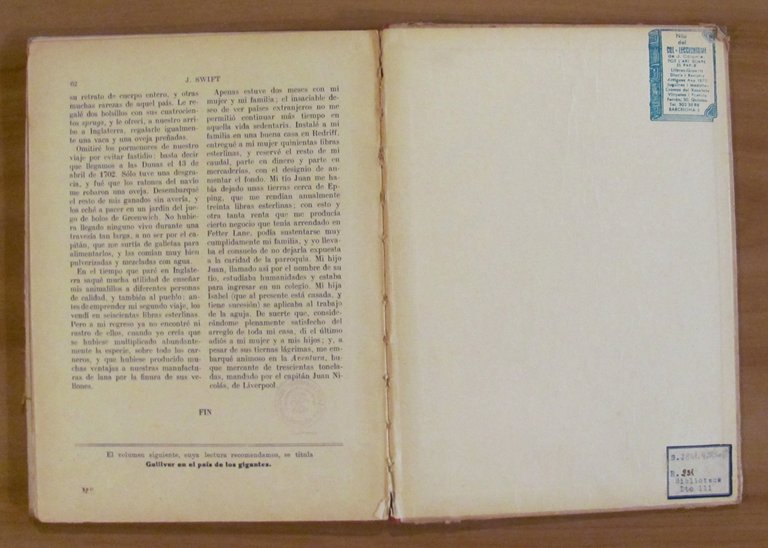 62
J. SWIFT
su retrato de cuerpo entero, y otras
muchas rarezas de aquel país. Le re-
galé dos bolsillos con sus cuatrocien-
tos sprugs, y le ofrecí, a nuestro arri-
bo a Inglaterra, regalarle igualmen-
te una vaca y una oveja preñadas.
Omitiré los pormenores de nuestro
viaje por evitar fastidio; basta decir
que llegamos a las Dunas el 13 de
abril de 1702. Sólo tuve una desgra-
cia, y fué que los ratones del navío
me robaron una oveja. Desembarqué
el resto de mis ganados sin avería, y
los eché a pacer en un jardín del jue-
go de bolos de Greenwich. No hubie-
ra llegado ninguno vivo durante una
travesía tan larga, a no ser por el ca-
pitán, que me surtía de galletas para
alimentarlos, y las comían muy bien
pulverizadas y mezcladas con agua.
En el tiempo que paré en Inglate-
rra saqué mucha utilidad de enseñar
mis animalillos a diferentes personas
de calidad, y también al pueblo; an-
tes de emprender mi segundo viaje, los
vendí en seiscientas libras esterlinas.
Pero a mi regreso ya no encontré ni
rastro de ellos, cuando yo creía que
se hubiese multiplicado abundante-
mente la especie, sobre todo los car-
neros, y que hubiese producido mu-
chas ventajas a nuestras manufactu-
ras de lana por la finura de sus ve-
llones.
Apenas estuve dos meses con mi
mujer y mi familia; el insaciable de-
seo de ver países extranjeros no me
permitió continuar más tiempo en
aquella vida sedentaria. Instalé a mi
familia en una buena casa en Redriff,
entregué a mi mujer quinientas libras
esterlinas, y reservé el resto de mi
caudal, parte en dinero y parte en
mercaderías, con el designio de au-
mentar el fondo. Mi tío Juan me ha-
bía dejado unas tierras cerca de Ep-
ping, que me rendían anualmente
treinta libras esterlinas; con esto y
otra tanta renta que me producía
cierto negocio que tenía arrendado en
Fetter Lane, podía sustentarse muy
cumplidamente mi familia, y yo lleva-
ba el consuelo de no dejarla expuesta
a la caridad de la parroquia. Mi hijo
Juan, llamado así por el nombre de su
tío, estudiaba humanidades y estaba
para ingresar en un colegio. Mi hija
Isabel (que al presente está casada, y
tiene sucesión) se aplicaba al trabajo
de la aguja. De suerte que, conside-
rándome plenamente satisfecho del
arreglo de toda mi casa, di el último
adiós a mi mujer y a mis hijos; y, a
pesar de sus tiernas lágrimas, me em-
barqué animoso en la Aventura, bu-
que mercante de trescientas tonela-
das, mandado por el capitán Juan Ni-
colás, de Liverpool.
FIN
El volumen siguiente, cuya lectura recomendamos, se titula
Gulliver en el país de los gigantes.
Niu
del
COL·LECCIONISME
BARCELONA
B.
R.
Biblioteca
Dto 111